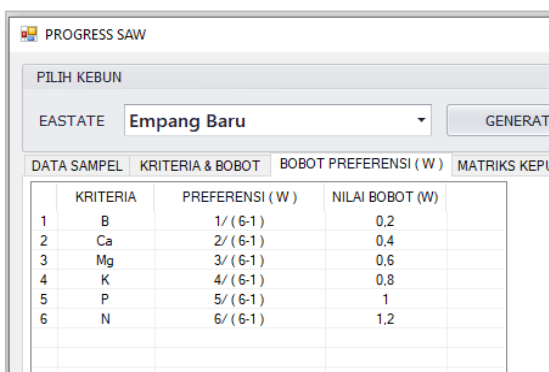 PROGRESS SAW
PILIH KEBUN
EASTATE Empang Baru GENERAT
DATA SAMPEL KRITERIA & BOBOT BOBOT PREFERENSI ( W ) MATRIKS KEPU
KRITERIA PREFERENSI ( W ) NILAI BOBOT (W)
1 B 1/ ( 6-1 ) 0,2
2 Ca 2/ ( 6-1 ) 0,4
3 Mg 3/ ( 6-1 ) 0,6
4 K 4/ ( 6-1 ) 0,8
5 P 5/ ( 6-1 ) 1
6 N 6/ ( 6-1 ) 1,2